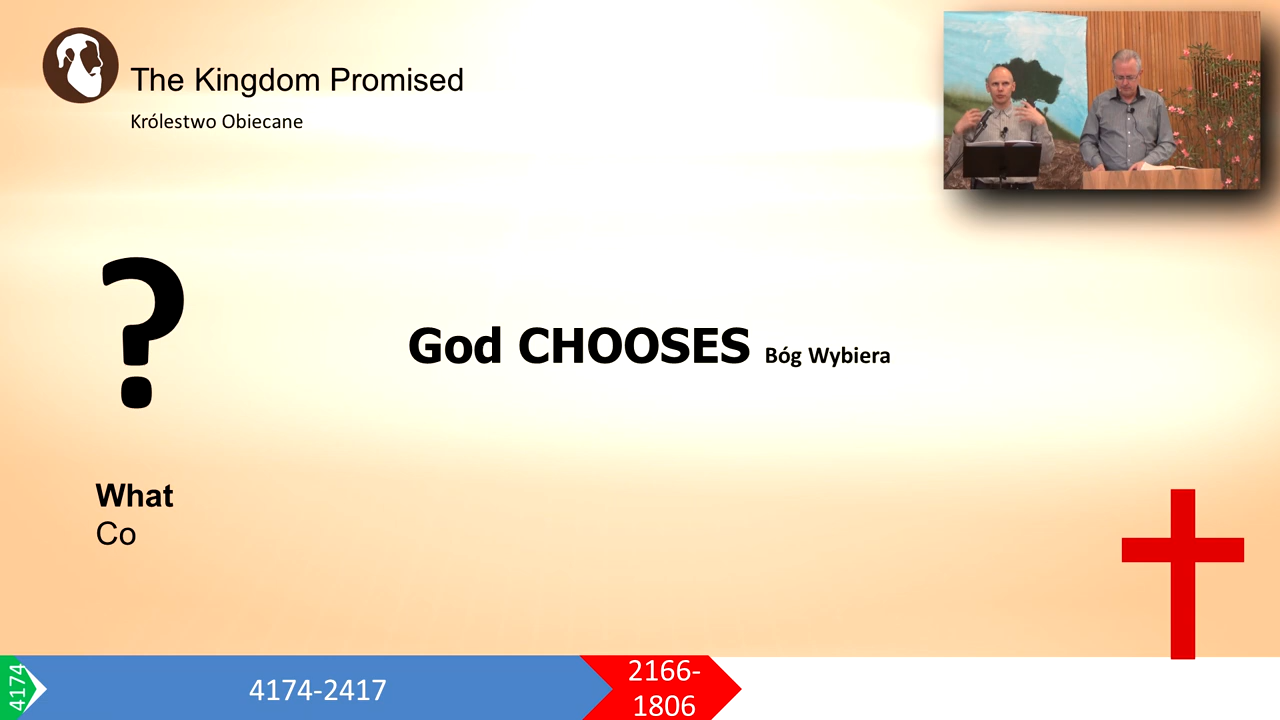 The Kingdom Promised
Królestwo Obiecane
?
God CHOOSES Bóg Wybiera
What
Co
4174
4174-2417
2166-
1806